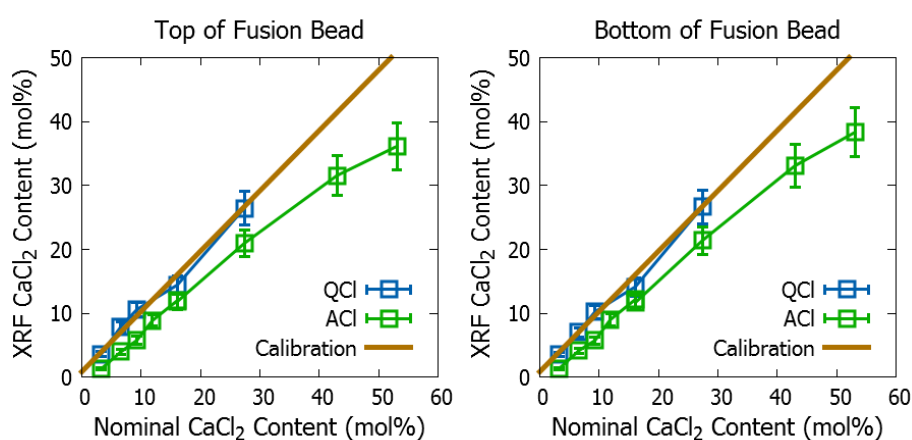 Top of Fusion Bead
XRF CaCl₂ Content (mol%)
50
40
30
20
10
0
QCl
ACl
Calibration
0 10 20 30 40 50 60
Nominal CaCl₂ Content (mol%)
Bottom of Fusion Bead
XRF CaCl₂ Content (mol%)
50
40
30
20
10
0
QCl
ACl
Calibration
0 10 20 30 40 50 60
Nominal CaCl₂ Content (mol%)